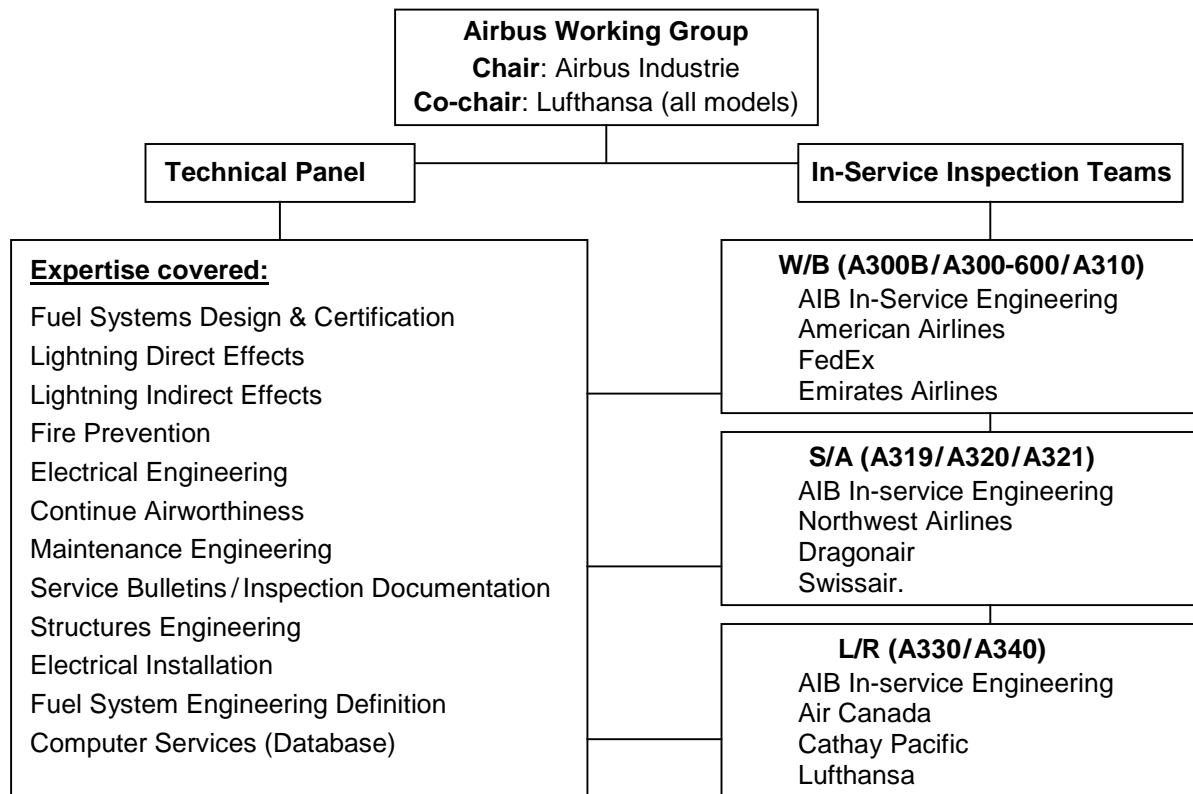 Airbus Working Group
Chair: Airbus Industrie
Co-chair: Lufthansa (all models)
Technical Panel
In-Service Inspection Teams
Expertise covered:
Fuel Systems Design & Certification
Lightning Direct Effects
Lightning Indirect Effects
Fire Prevention
Electrical Engineering
Continue Airworthiness
Maintenance Engineering
Service Bulletins/Inspection Documentation
Structures Engineering
Electrical Installation
Fuel System Engineering Definition
Computer Services (Database)
W/B (A300B/A300-600/A310)
AIB In-Service Engineering
American Airlines
FedEx
Emirates Airlines
S/A (A319/A320/A321)
AIB In-service Engineering
Northwest Airlines
Dragonair
Swissair.
L/R (A330/A340)
AIB In-service Engineering
Air Canada
Cathay Pacific
Lufthansa